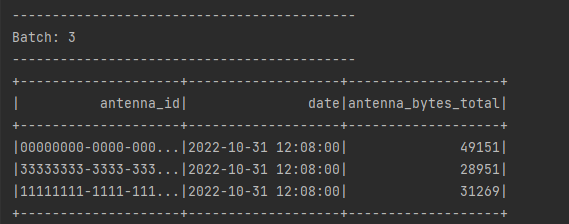 -------------------------------------------
Batch: 3
-------------------------------------------
+--------------------+-------------------+-------------------+
|          antenna_id|               date|antenna_bytes_total|
+--------------------+-------------------+-------------------+
|00000000-0000-000...|2022-10-31 12:08:00|              49151|
|33333333-3333-333...|2022-10-31 12:08:00|              28951|
|11111111-1111-111...|2022-10-31 12:08:00|              31269|
+--------------------+-------------------+-------------------+